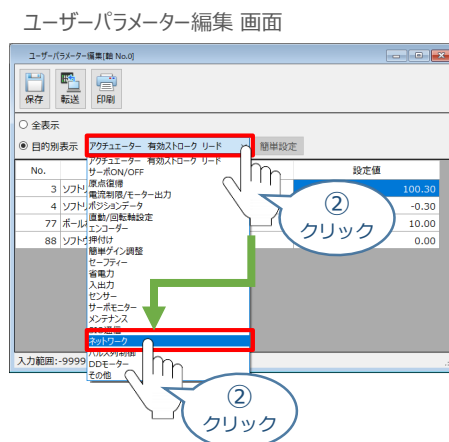 ユーザーパラメーター編集 画面
ユーザーパラメーター編集[軸 No.0]
保存 転送 印刷
全表示
目的別表示 アクチュエーター 有効ストローク リード 簡単設定
No. 設定値
3 ソフトリ 100.30
4 ソフトリ -0.30
77 ボール 10.00
88 ソフトウ 0.00
アクチュエーター 有効ストローク リード
サーボON/OFF
原点復帰
電流制限/モーター出力
ポジションデータ
直動/回転軸設定
エンコーダー
押付け
簡単ゲイン調整
セーフティー
省電力
入出力
センサー
サーボモニター
メンテナンス
ネットワーク
パルス列制御
DDモーター
その他
入力範囲:-9999
②
クリック
②
クリック